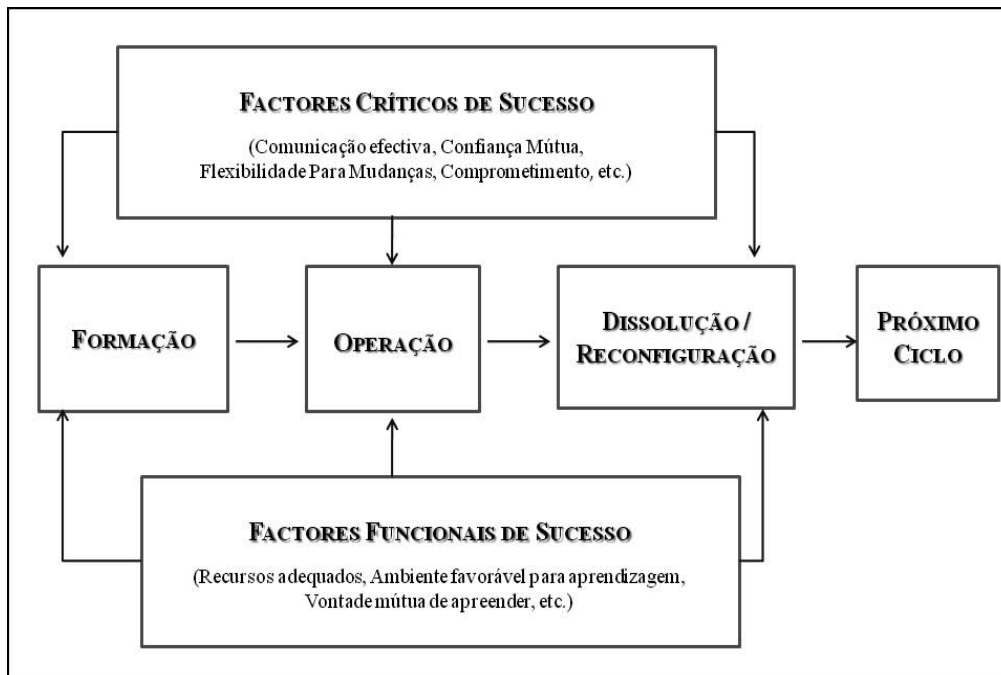 FACTORES CRÍTICOS DE SUCESSO
(Comunicação efectiva, Confiança Mútua,
Flexibilidade Para Mudanças, Comprometimento, etc.)
FORMAÇÃO
OPERAÇÃO
DISSOLUÇÃO /
RECONFIGURAÇÃO
PRÓXIMO
CICLO
FACTORES FUNCIONAIS DE SUCESSO
(Recursos adequados, Ambiente favorável para aprendizagem,
Vontade mútua de apreender, etc.)